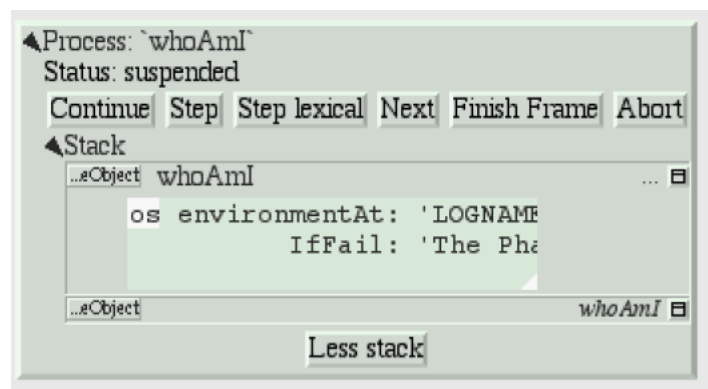 Process: `whoAmI`
Status: suspended
Continue Step Step lexical Next Finish Frame Abort
Stack
...eObject whoAmI ...
os environmentAt: 'LOGNAME
IfFail: 'The Pha
...eObject whoAmI
Less stack